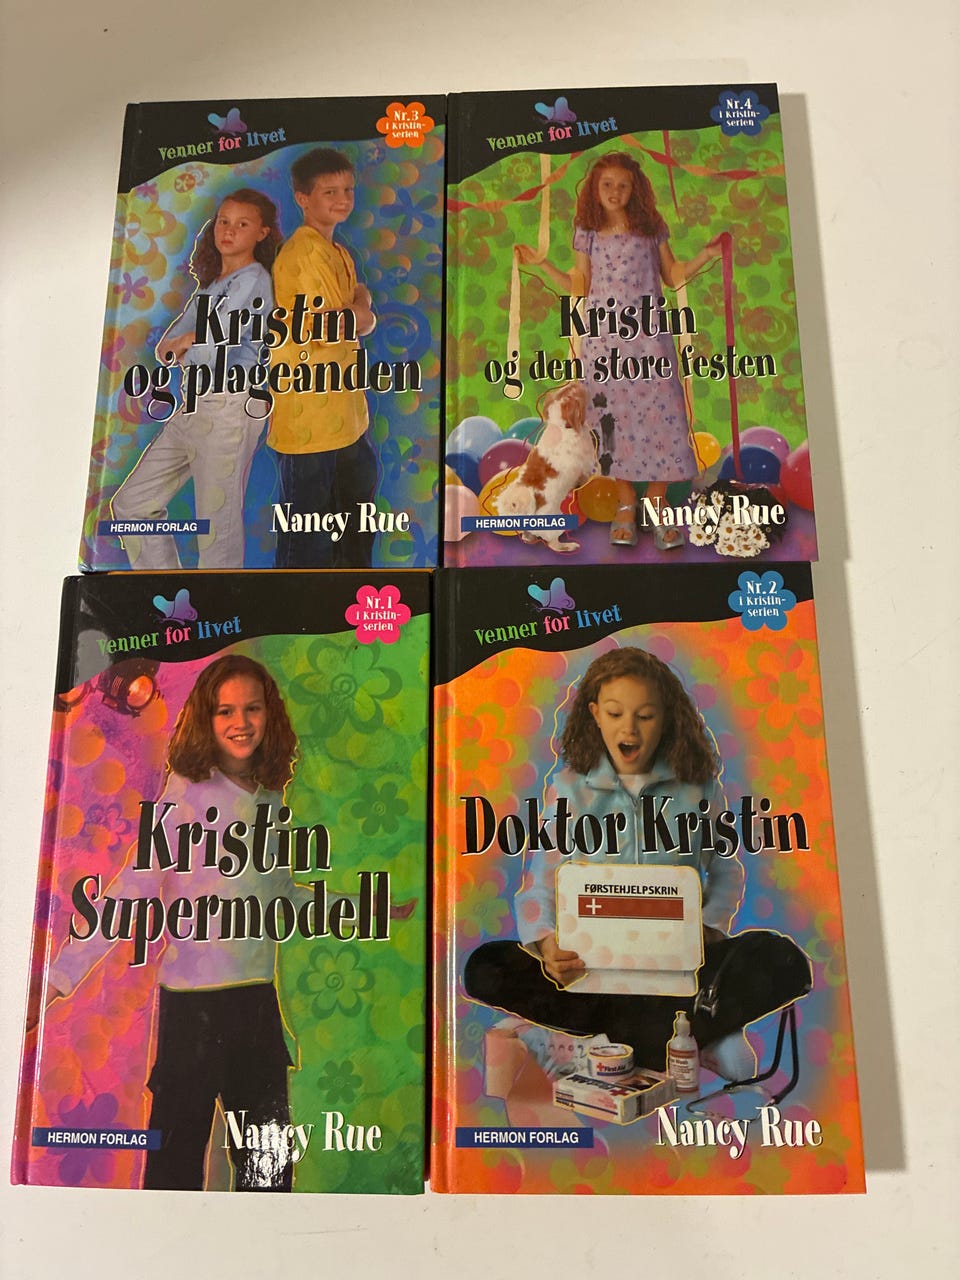 venner for livet
Nr. 3
i Kristin-
serien
Kristin
og plageånden
HERMON FORLAG
Nancy Rue
venner for livet
Nr. 4
i Kristin-
serien
Kristin
og den store festen
HERMON FORLAG
Nancy Rue
venner for livet
Nr. 1
i Kristin-
serien
Kristin
Supermodell
HERMON FORLAG
Nancy Rue
venner for livet
Nr. 2
i Kristin-
serien
Doktor Kristin
FØRSTEHJELPSKRIN
First Aid
HERMON FORLAG
Nancy Rue